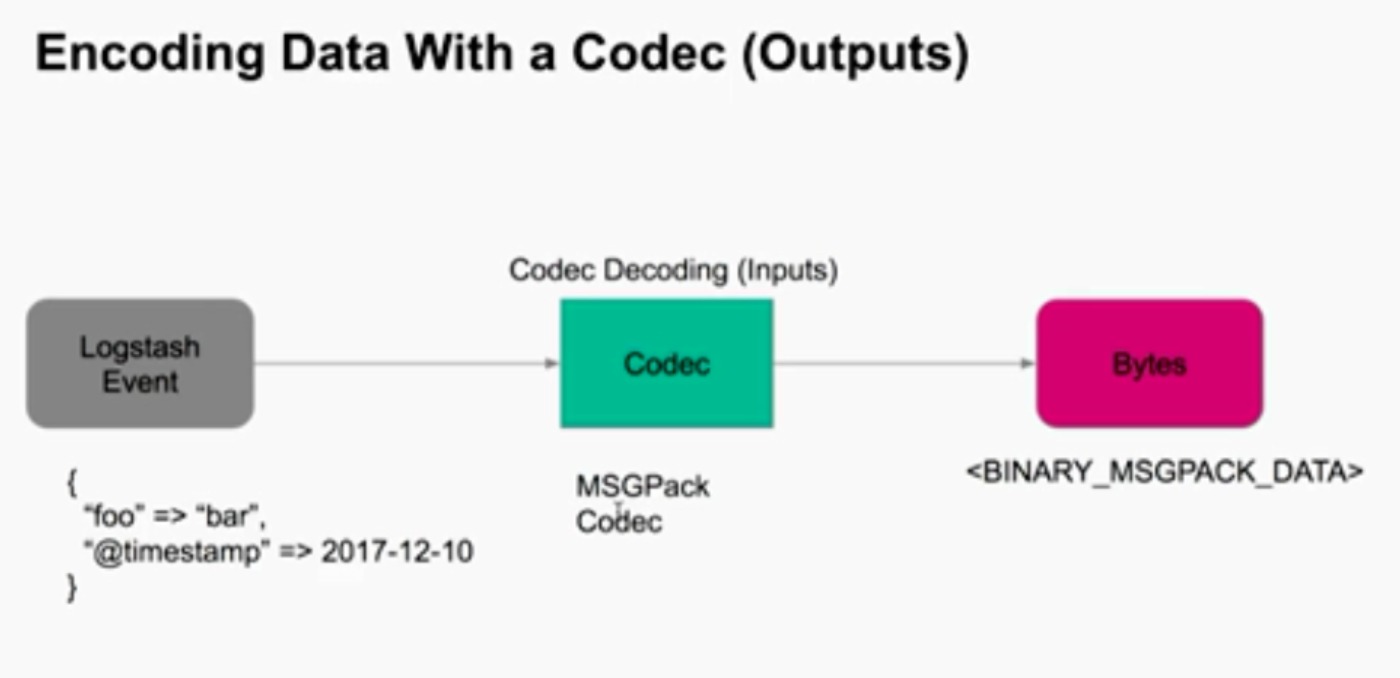 Encoding Data With a Codec (Outputs)
Codec Decoding (Inputs)
Logstash
Event
Codec
Bytes
{
“foo” => “bar”,
“@timestamp” => 2017-12-10
}
MSGPack
Codec
<BINARY_MSGPACK_DATA>